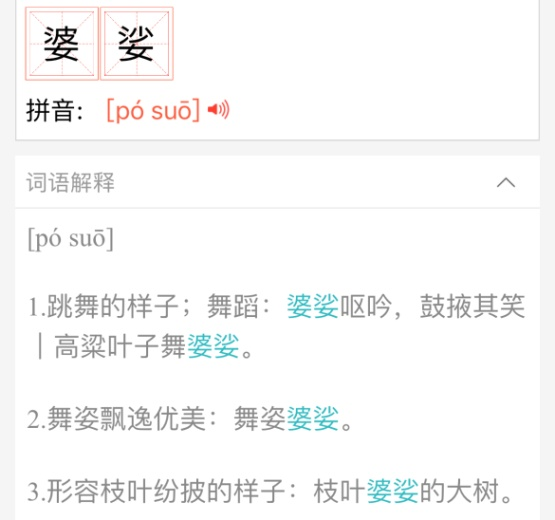 婆娑
拼音: [pó suō]
词语解释
[pó suō]
1.跳舞的样子；舞蹈：婆娑呕吟，鼓掖其笑
｜高粱叶子舞婆娑。
2.舞姿飘逸优美：舞姿婆娑。
3.形容枝叶纷披的样子：枝叶婆娑的大树。